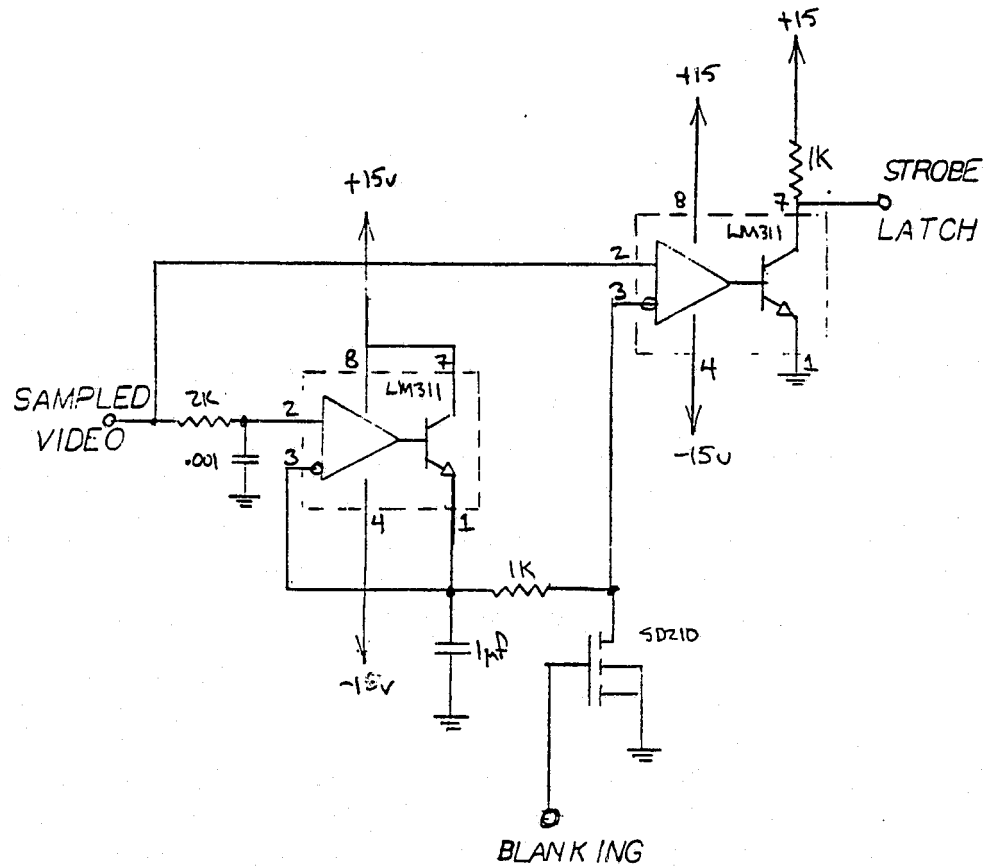 +15
+15
1K
STROBE
LATCH
8
7
LM311
2
3
4
1
-15v
+15v
8
7
LM311
SAMPLED
VIDEO
2K
.001
2
3
4
1
1K
1µf
SD210
BLANKING